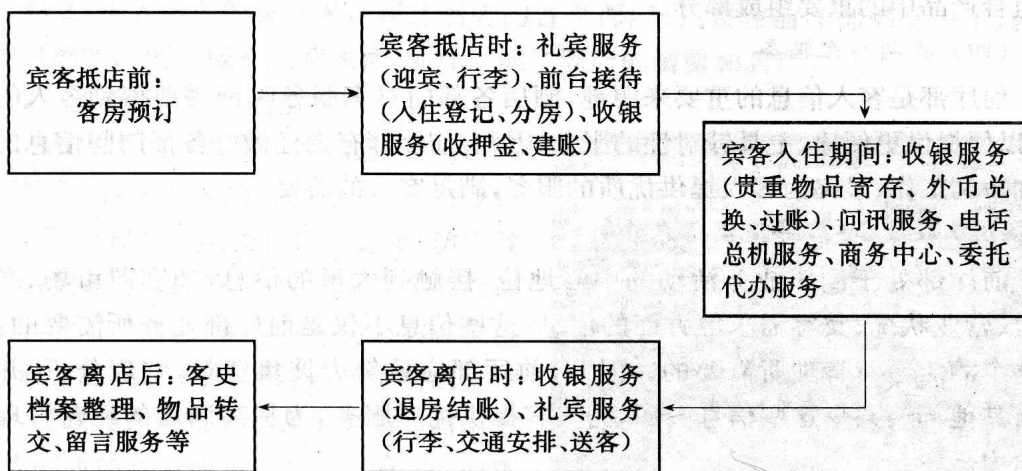 宾客抵店前：
客房预订
宾客抵店时：礼宾服务
(迎宾、行李)、前台接待
(入住登记、分房)、收银
服务(收押金、建账)
宾客入住期间：收银服务
(贵重物品寄存、外币兑
换、过账)、问讯服务、电话
总机服务、商务中心、委托
代办服务
宾客离店时：收银服务
(退房结账)、礼宾服务
(行李、交通安排、送客)
宾客离店后：客史
档案整理、物品转
交、留言服务等